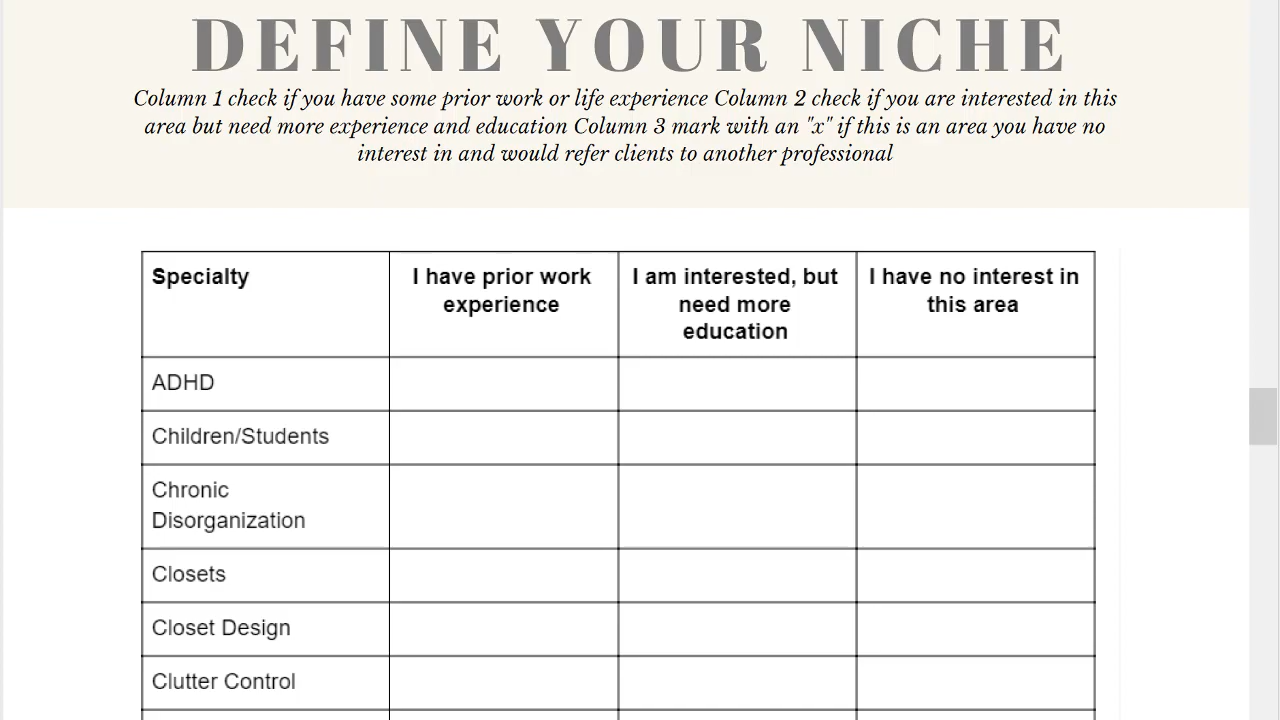 DEFINE YOUR NICHE
Column 1 check if you have some prior work or life experience Column 2 check if you are interested in this
area but need more experience and education Column 3 mark with an "x" if this is an area you have no
interest in and would refer clients to another professional
Specialty
I have prior work
experience
I am interested, but
need more
education
I have no interest in
this area
ADHD
Children/Students
Chronic
Disorganization
Closets
Closet Design
Clutter Control